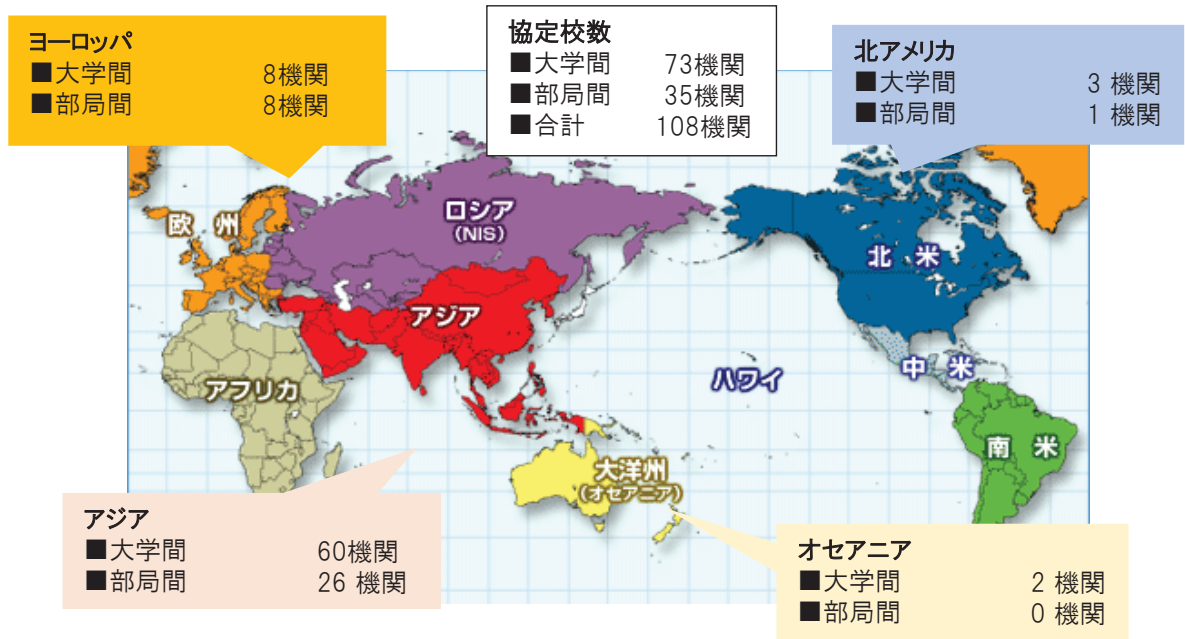 ヨーロッパ
■大学間 8機関
■部局間 8機関
協定校数
■大学間 73機関
■部局間 35機関
■合計 108機関
北アメリカ
■大学間 3 機関
■部局間 1 機関
欧 州
ロシア
(NIS)
北 米
アジア
アフリカ
ハワイ
中 米
南 米
大洋州
(オセアニア)
アジア
■大学間 60機関
■部局間 26 機関
オセアニア
■大学間 2 機関
■部局間 0 機関